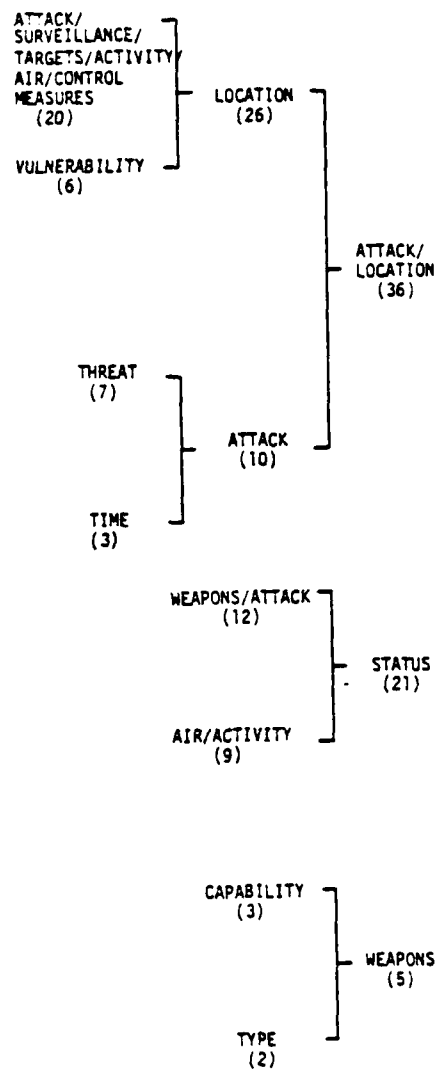 ATTACK/
SURVEILLANCE/
TARGETS/ACTIVITY/
AIR/CONTROL
MEASURES
(20)
LOCATION
(26)
VULNERABILITY
(6)
ATTACK/
LOCATION
(36)
THREAT
(7)
ATTACK
(10)
TIME
(3)
WEAPONS/ATTACK
(12)
STATUS
(21)
AIR/ACTIVITY
(9)
CAPABILITY
(3)
WEAPONS
(5)
TYPE
(2)